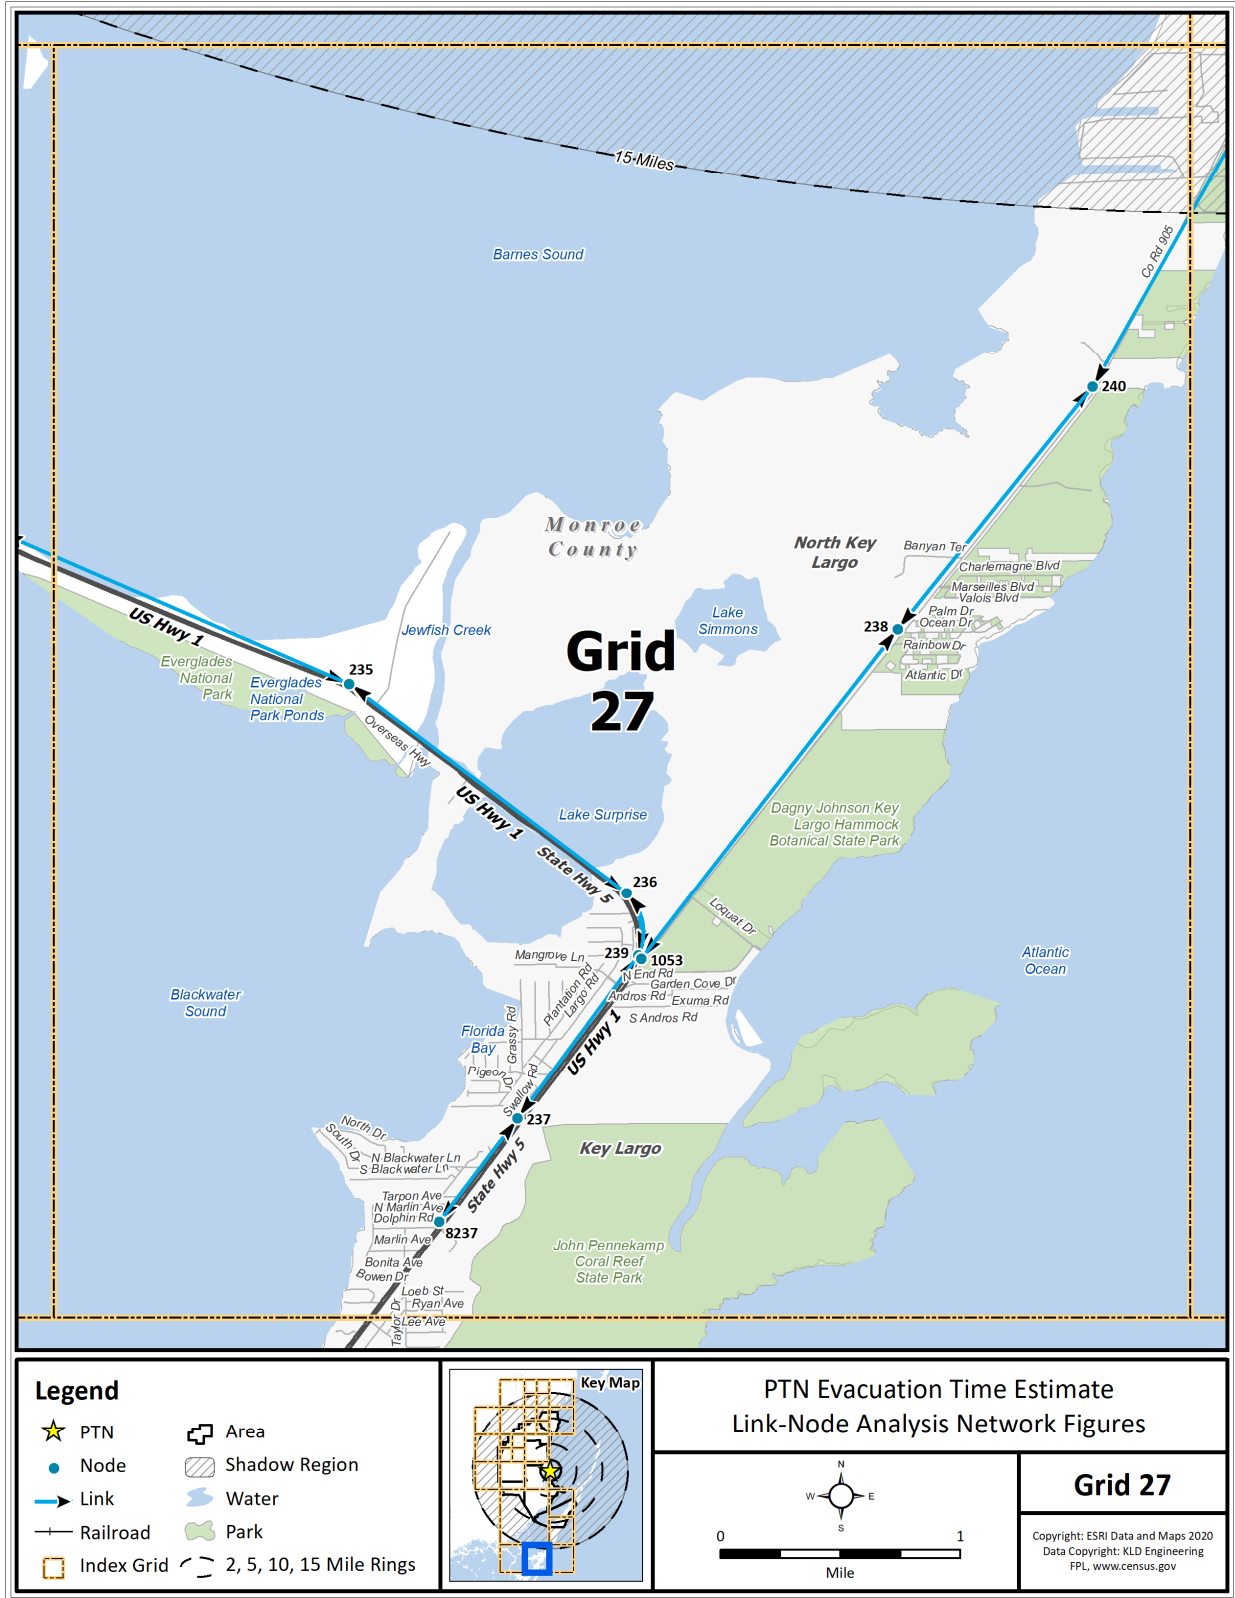 15 Miles
Barnes Sound
Co Rd 905
240
Monroe
County
North Key
Largo
Banyan Ter
Charlemagne Blvd
Marseilles Blvd
Valois Blvd
Palm Dr
Ocean Dr
238
Rainbow Dr
Atlantic Dr
Lake
Simmons
Jewfish Creek
US Hwy 1
Everglades
National
Park
235
Everglades
National
Park Ponds
Overseas Hwy
Grid
27
US Hwy 1
Lake Surprise
Dagny Johnson Key
Largo Hammock
Botanical State Park
State Hwy 5
236
Loquat Dr
239
1053
Mangrove Ln
N End Rd
Garden Cove Dr
Plantation Rd
Largo Rd
Andros Rd
Exuma Rd
S Andros Rd
Atlantic
Ocean
Blackwater
Sound
Florida
Bay
Grassy Rd
US Hwy 1
Pigeon Dr
Swallow Rd
237
North Dr
South Dr
N Blackwater Ln
S Blackwater Ln
Key Largo
State Hwy 5
Tarpon Ave
N Marlin Ave
Dolphin Rd
8237
Marlin Ave
Bonita Ave
Bowen Dr
John Pennekamp
Coral Reef
State Park
Loeb St
Ryan Ave
Taylor Dr
Lee Ave
Legend
PTN
Node
Link
Railroad
Index Grid
Area
Shadow Region
Water
Park
2, 5, 10, 15 Mile Rings
Key Map
PTN Evacuation Time Estimate
Link-Node Analysis Network Figures
N
W E
S
0 1
Mile
Grid 27
Copyright: ESRI Data and Maps 2020
Data Copyright: KLD Engineering
FPL, www.census.gov